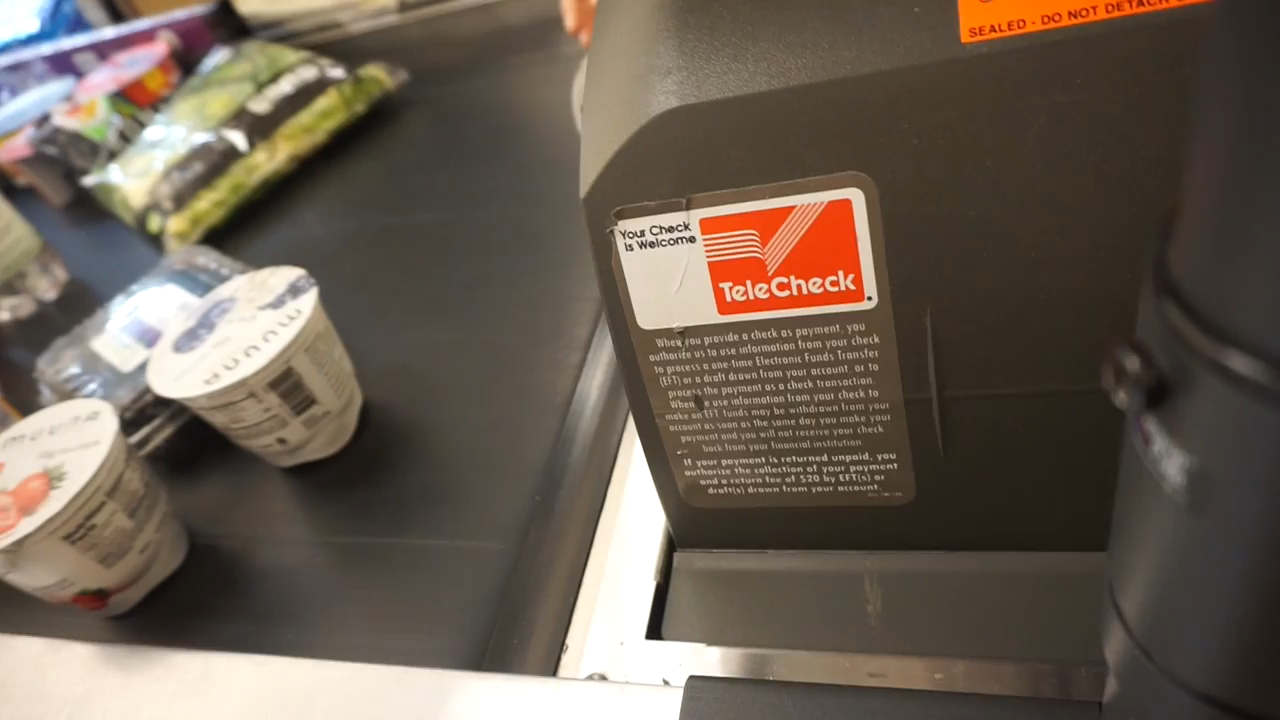 SEALED - DO NOT DETACH
Your Check
is Welcome
TeleCheck
When you provide a check as payment, you
authorize us to use information from your check
to process a one-time Electronic Funds Transfer
(EFT) or a draft drawn from your account, or to
process the payment as a check transaction.
When we use information from your check to
make an EFT, funds may be withdrawn from your
account as soon as the same day you make your
payment and you will not receive your check
back from your financial institution.
If your payment is returned unpaid, you
authorize the collection of your payment
and a return fee of $20 by EFT(s) or
draft(s) drawn from your account.
muuna
muuna